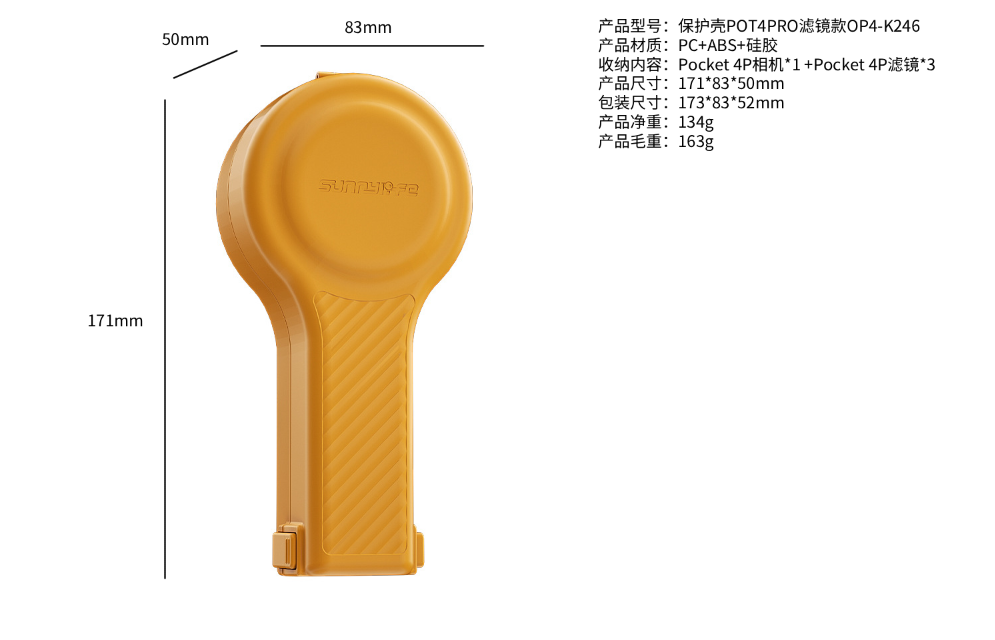 50mm
83mm
171mm
SUNNYLIFE
产品型号：保护壳POT4PRO滤镜款OP4-K246
产品材质：PC+ABS+硅胶
收纳内容：Pocket 4P相机*1 +Pocket 4P滤镜*3
产品尺寸：171*83*50mm
包装尺寸：173*83*52mm
产品净重：134g
产品毛重：163g